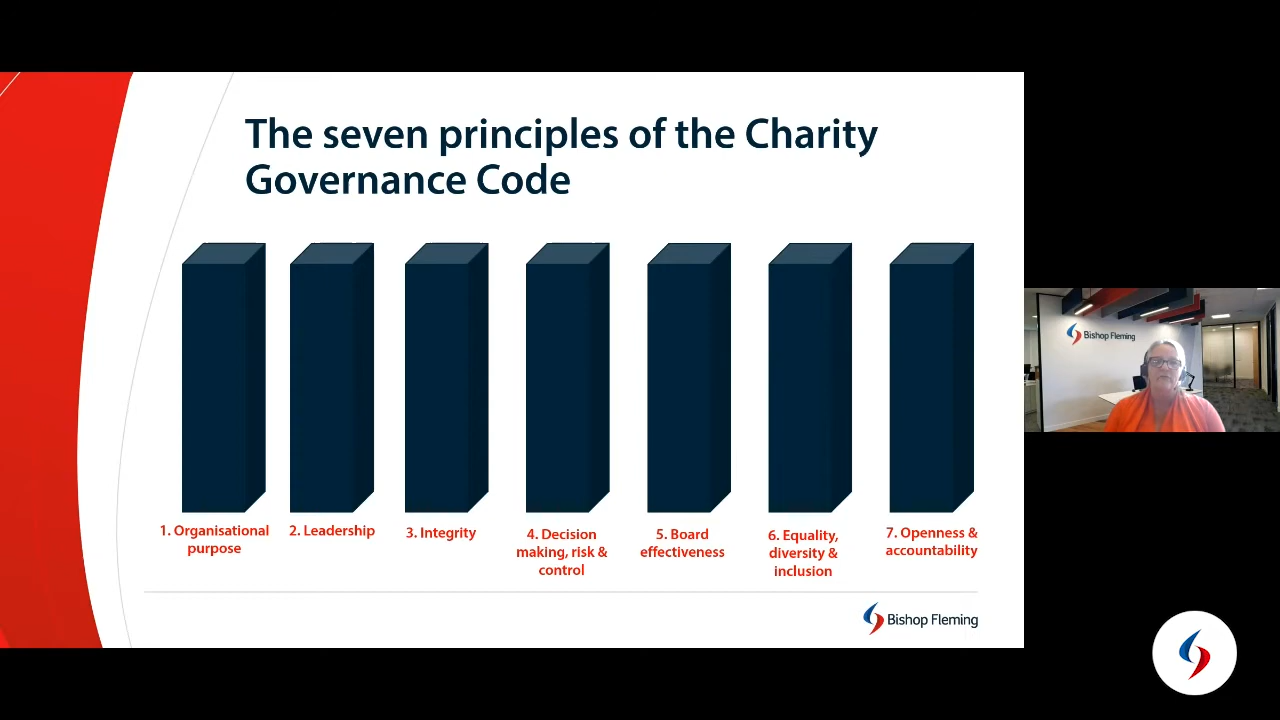 The seven principles of the Charity
Governance Code
1. Organisational
purpose
2. Leadership
3. Integrity
4. Decision
making, risk &
control
5. Board
effectiveness
6. Equality,
diversity &
inclusion
7. Openness &
accountability
Bishop Fleming
Bishop Fleming